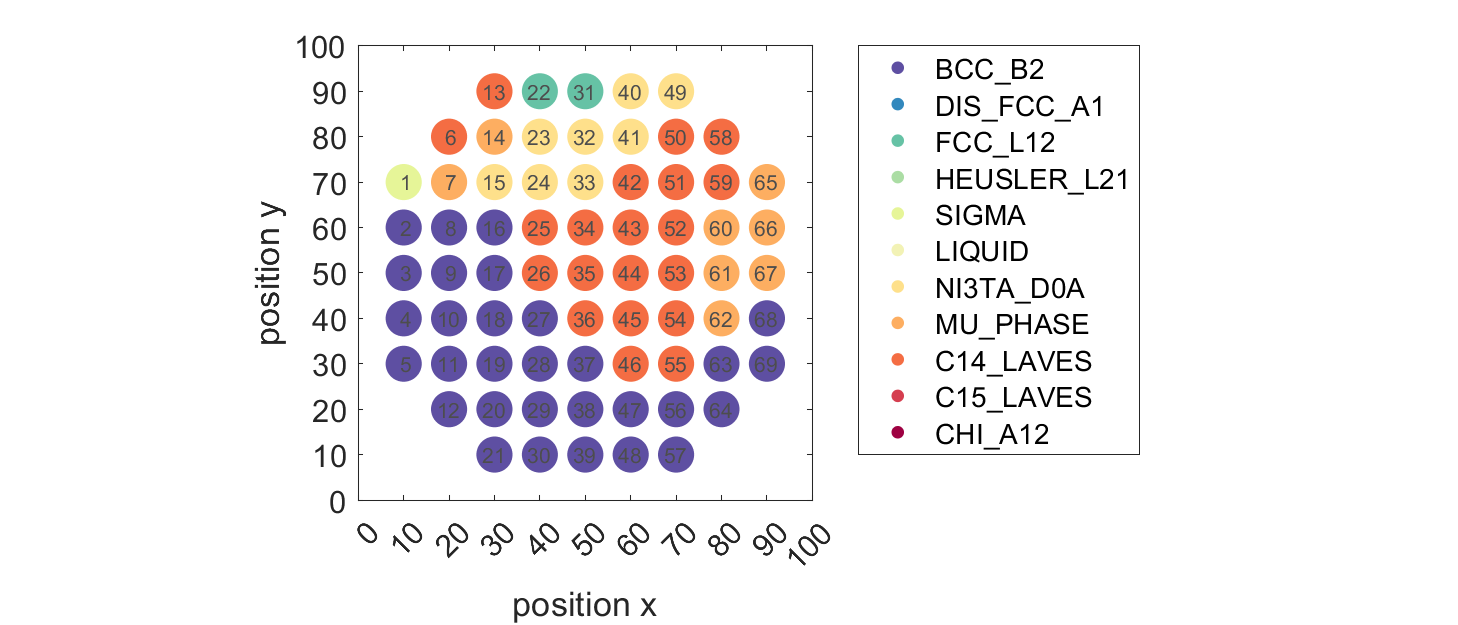 100
90
80
70
60
50
40
30
20
10
0
position y
13 22 31 40 49
6 14 23 32 41 50 58
1 7 15 24 33 42 51 59 65
2 8 16 25 34 43 52 60 66
3 9 17 26 35 44 53 61 67
4 10 18 27 36 45 54 62 68
5 11 19 28 37 46 55 63 69
12 20 29 38 47 56 64
21 30 39 48 57
0 10 20 30 40 50 60 70 80 90 100
position x
BCC_B2
DIS_FCC_A1
FCC_L12
HEUSLER_L21
SIGMA
LIQUID
NI3TA_D0A
MU_PHASE
C14_LAVES
C15_LAVES
CHI_A12